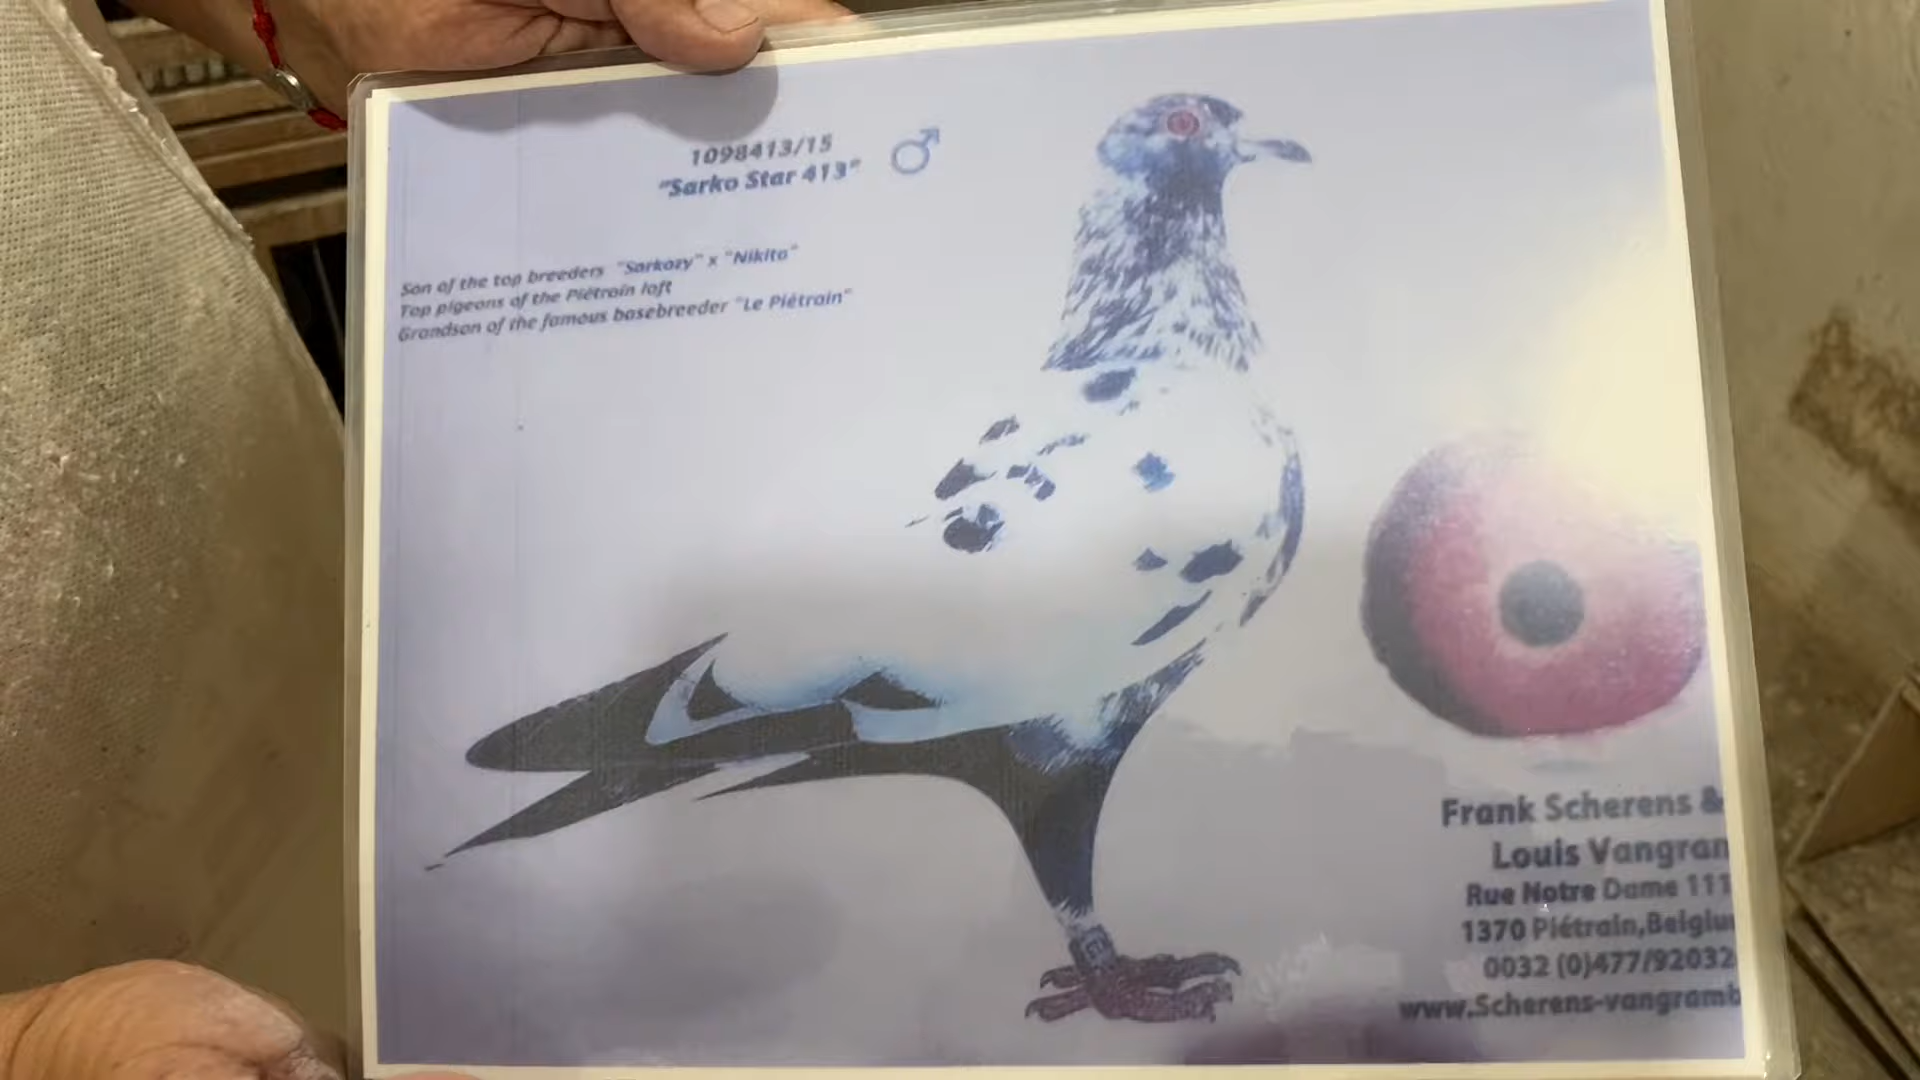 1098413/15
"Sarko Star 413" ♂
Son of the top breeders "Sarkozy" x "Nikita"
Top pigeons of the Piétrain loft
Grandson of the famous basebreeder "Le Piétrain"
Frank Scherens &
Louis Vangram
Rue Notre Dame 111
1370 Piétrain,Belgiu
0032 (0)477/92032
www.Scherens-vangramb